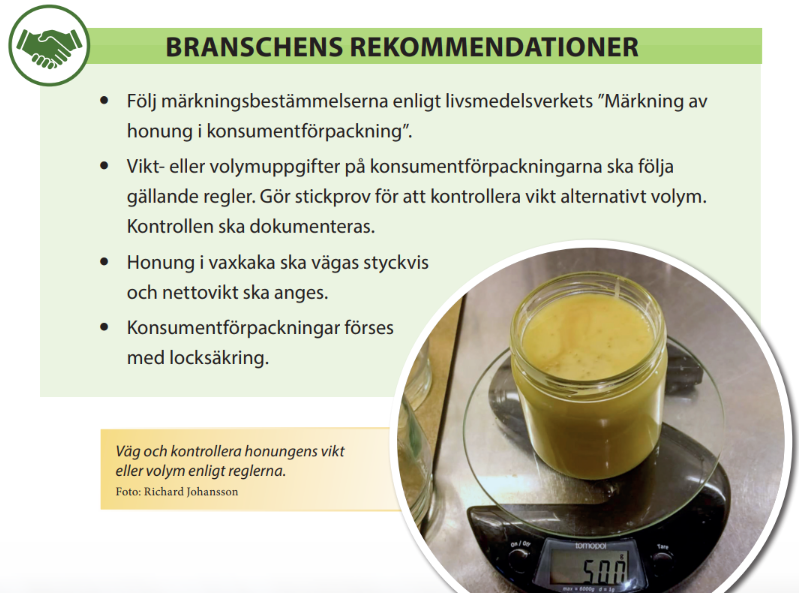 BRANSCHENS REKOMMENDATIONER
• Följ märkningsbestämmelserna enligt livsmedelsverkets ”Märkning av
honung i konsumentförpackning”.
• Vikt- eller volymuppgifter på konsumentförpackningarna ska följa
gällande regler. Gör stickprov för att kontrollera vikt alternativt volym.
Kontrollen ska dokumenteras.
• Honung i vaxkaka ska vägas styckvis
och nettovikt ska anges.
• Konsumentförpackningar förses
med locksäkring.
Väg och kontrollera honungens vikt
eller volym enligt reglerna.
Foto: Richard Johansson
On / Off
tomopol
Tare
500
max = 6000g d = 1g